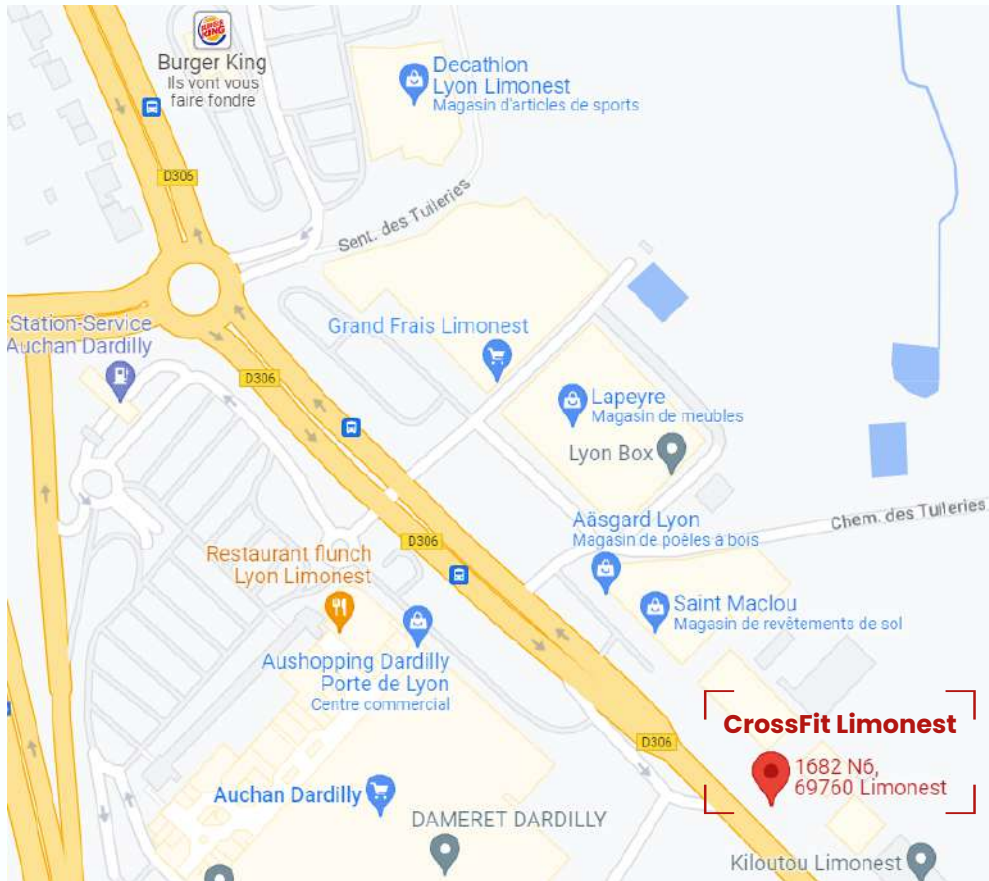 BURGER KING
Burger King
Ils vont vous
faire fondre
Decathlon
Lyon Limonest
Magasin d'articles de sports
D306
Sent. des Tuileries
Station-Service
Auchan Dardilly
Grand Frais Limonest
D306
Lapeyre
Magasin de meubles
Lyon Box
Chem. des Tuileries
Aäsgard Lyon
Magasin de poêles à bois
D306
Restaurant flunch
Lyon Limonest
Saint Maclou
Magasin de revêtements de sol
Aushopping Dardilly
Porte de Lyon
Centre commercial
CrossFit Limonest
D306
1682 N6,
69760 Limonest
Auchan Dardilly
DAMERET DARDILLY
Kiloutou Limonest